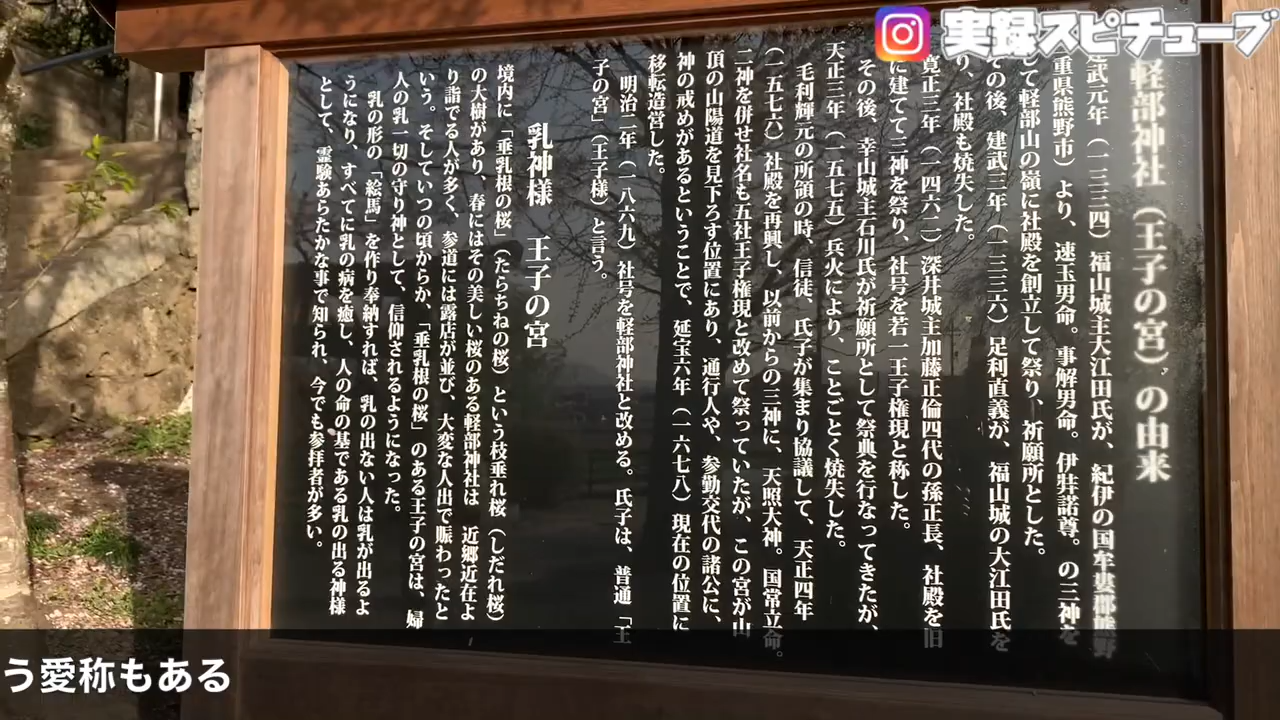 実録スピチューブ
軽部神社（王子の宮）の由来
建武元年（一三三四）福山城主大江田氏が、紀伊の国牟婁郡熊野
重県熊野市）より、速玉男命。事解男命。伊弉諾尊。の三神を
して軽部山の嶺に社殿を創立して祭り、祈願所とした。
その後、建武三年（一三三六）足利直義が、福山城の大江田氏を
り、社殿も焼失した。
寛正三年（一四六二）深井城主加藤正倫四代の孫正長、社殿を旧
に建てて三神を祭り、社号を若一王子権現と称した。
その後、幸山城主石川氏が祈願所として祭典を行なってきたが、
天正三年（一五七五）兵火により、ことごとく焼失した。
毛利輝元の所領の時、信徒、氏子が集まり協議して、天正四年
（一五七六）社殿を再興し、以前からの三神に、天照大神。国常立命。
二神を併せ社名も五社王子権現と改めて祭っていたが、この宮が山
頂の山陽道を見下ろす位置にあり、通行人や、参勤交代の諸公に、
神の戒めがあるということで、延宝六年（一六七八）現在の位置に
移転造営した。
明治二年（一八六九）社号を軽部神社と改める。氏子は、普通「王
子の宮」（王子様）と言う。
乳神様　王子の宮
境内に「垂乳根の桜」（たらちねの桜）という枝垂れ桜（しだれ桜）
の大樹があり、春にはその美しい桜のある軽部神社は　近郷近在よ
り詣でる人が多く、参道には露店が並び、大変な人出で賑わったと
いう。そしていつの頃からか、「垂乳根の桜」のある王子の宮は、婦
人の乳一切の守り神として、信仰されるようになった。
乳の形の「絵馬」を作り奉納すれば、乳の出ない人は乳が出るよ
うになり、すべてに乳の病を癒し、人の命の基である乳の出る神様
として、霊験あらたかな事で知られ、今でも参拝者が多い。
う愛称もある